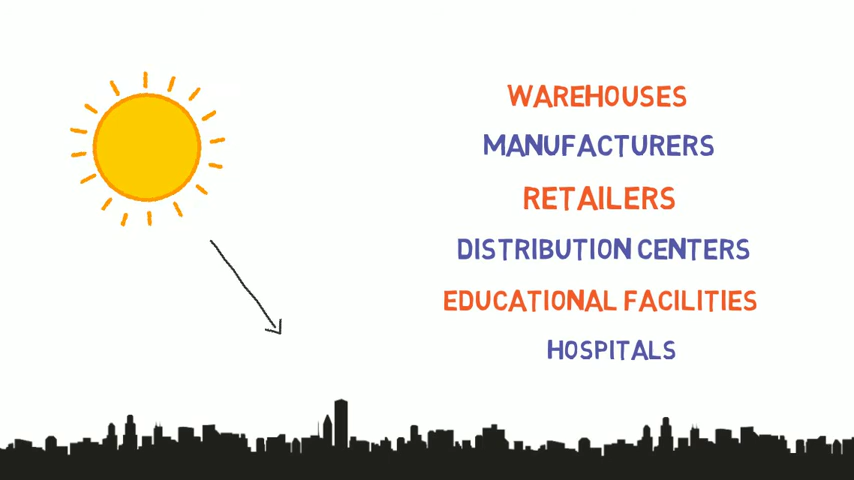 WAREHOUSES
MANUFACTURERS
RETAILERS
DISTRIBUTION CENTERS
EDUCATIONAL FACILITIES
HOSPITALS